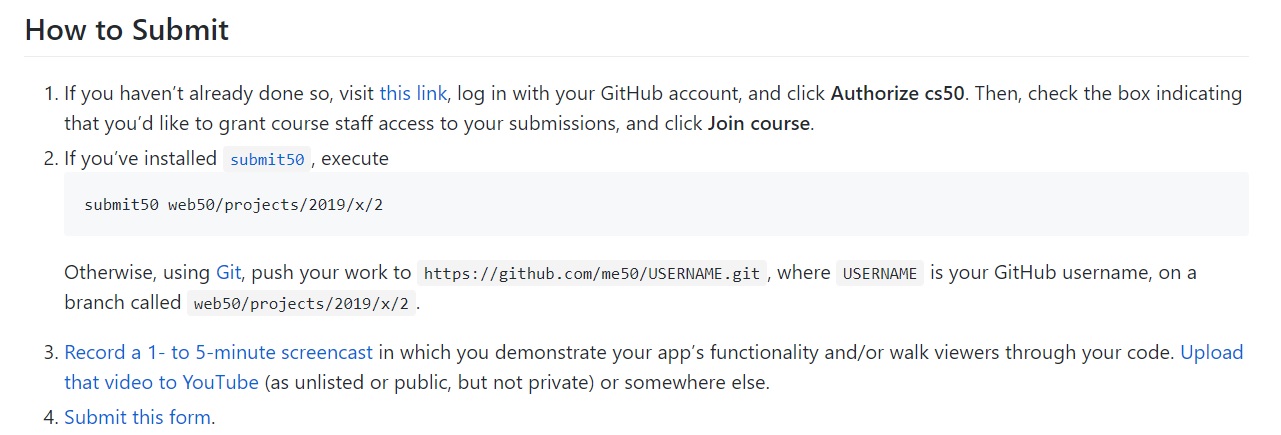 How to Submit
1. If you haven’t already done so, visit this link, log in with your GitHub account, and click Authorize cs50. Then, check the box indicating
that you’d like to grant course staff access to your submissions, and click Join course.
2. If you’ve installed submit50 , execute
submit50 web50/projects/2019/x/2
Otherwise, using Git, push your work to https://github.com/me50/USERNAME.git , where USERNAME is your GitHub username, on a
branch called web50/projects/2019/x/2 .
3. Record a 1- to 5-minute screencast in which you demonstrate your app’s functionality and/or walk viewers through your code. Upload
that video to YouTube (as unlisted or public, but not private) or somewhere else.
4. Submit this form.